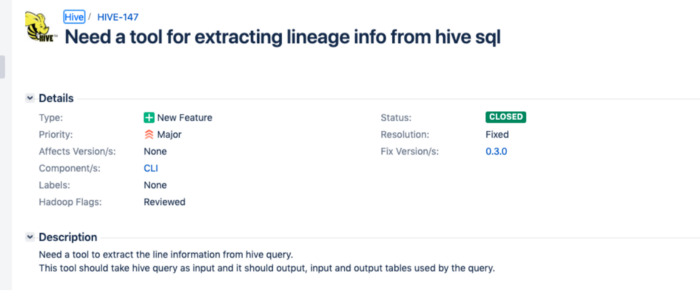 Hive / HIVE-147
HIVE
Need a tool for extracting lineage info from hive sql
Details
Type: New Feature Status: CLOSED
Priority: Major Resolution: Fixed
Affects Version/s: None Fix Version/s: 0.3.0
Component/s: CLI
Labels: None
Hadoop Flags: Reviewed
Description
Need a tool to extract the line information from hive query.
This tool should take hive query as input and it should output, input and output tables used by the query.